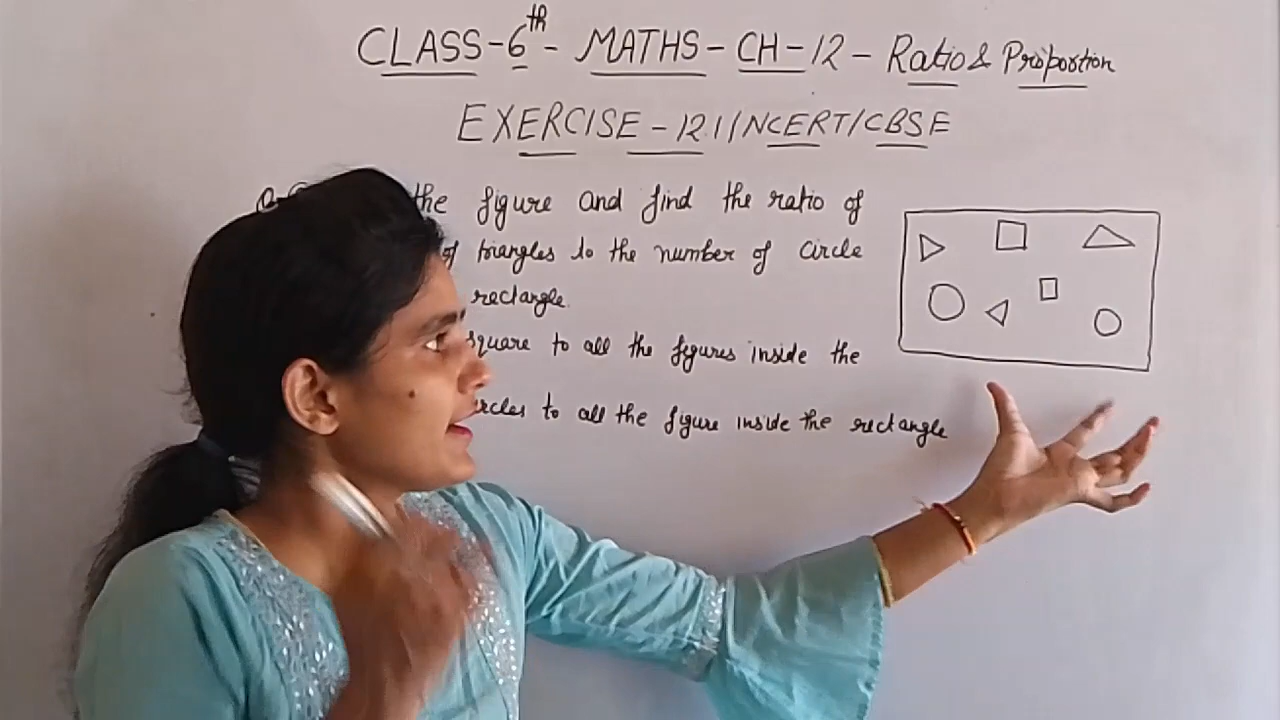 CLASS-6th- MATHS- CH-12- Ratio & Proportion
EXERCISE-12.1/NCERT/CBSE
the figure and find the ratio of
of triangles to the number of circle
rectangle.
square to all the figures inside the
to all the figure inside the rectangle